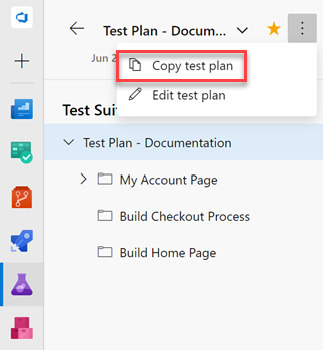 Test Plan - Docum...
Jun 2
Copy test plan
Edit test plan
Test Sui
Test Plan - Documentation
My Account Page
Build Checkout Process
Build Home Page